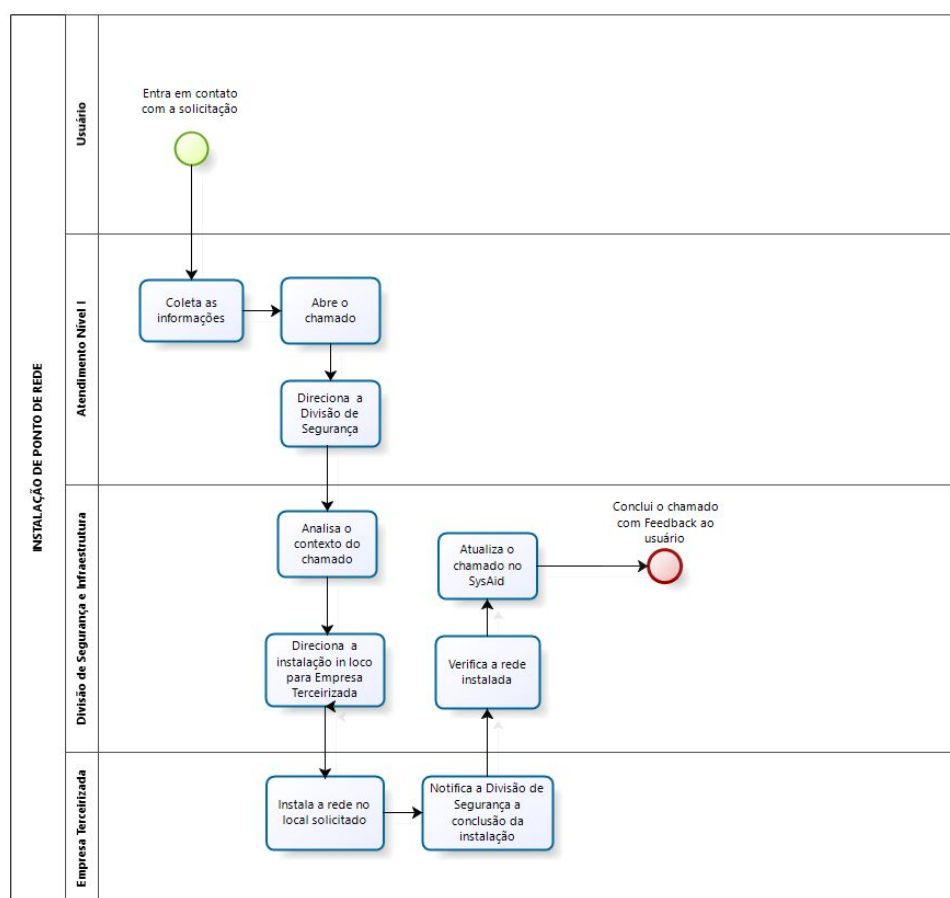 INSTALAÇÃO DE PONTO DE REDE
Usuário
Entra em contato
com a solicitação
Atendimento Nível I
Coleta as
informações
Abre o
chamado
Direciona a
Divisão de
Segurança
Divisão de Segurança e Infraestrutura
Analisa o
contexto do
chamado
Direciona a
instalação in loco
para Empresa
Terceirizada
Conclui o chamado
com Feedback ao
usuário
Atualiza o
chamado no
SysAid
Verifica a rede
instalada
Empresa Terceirizada
Instala a rede no
local solicitado
Notifica a Divisão de
Segurança a
conclusão da
instalação